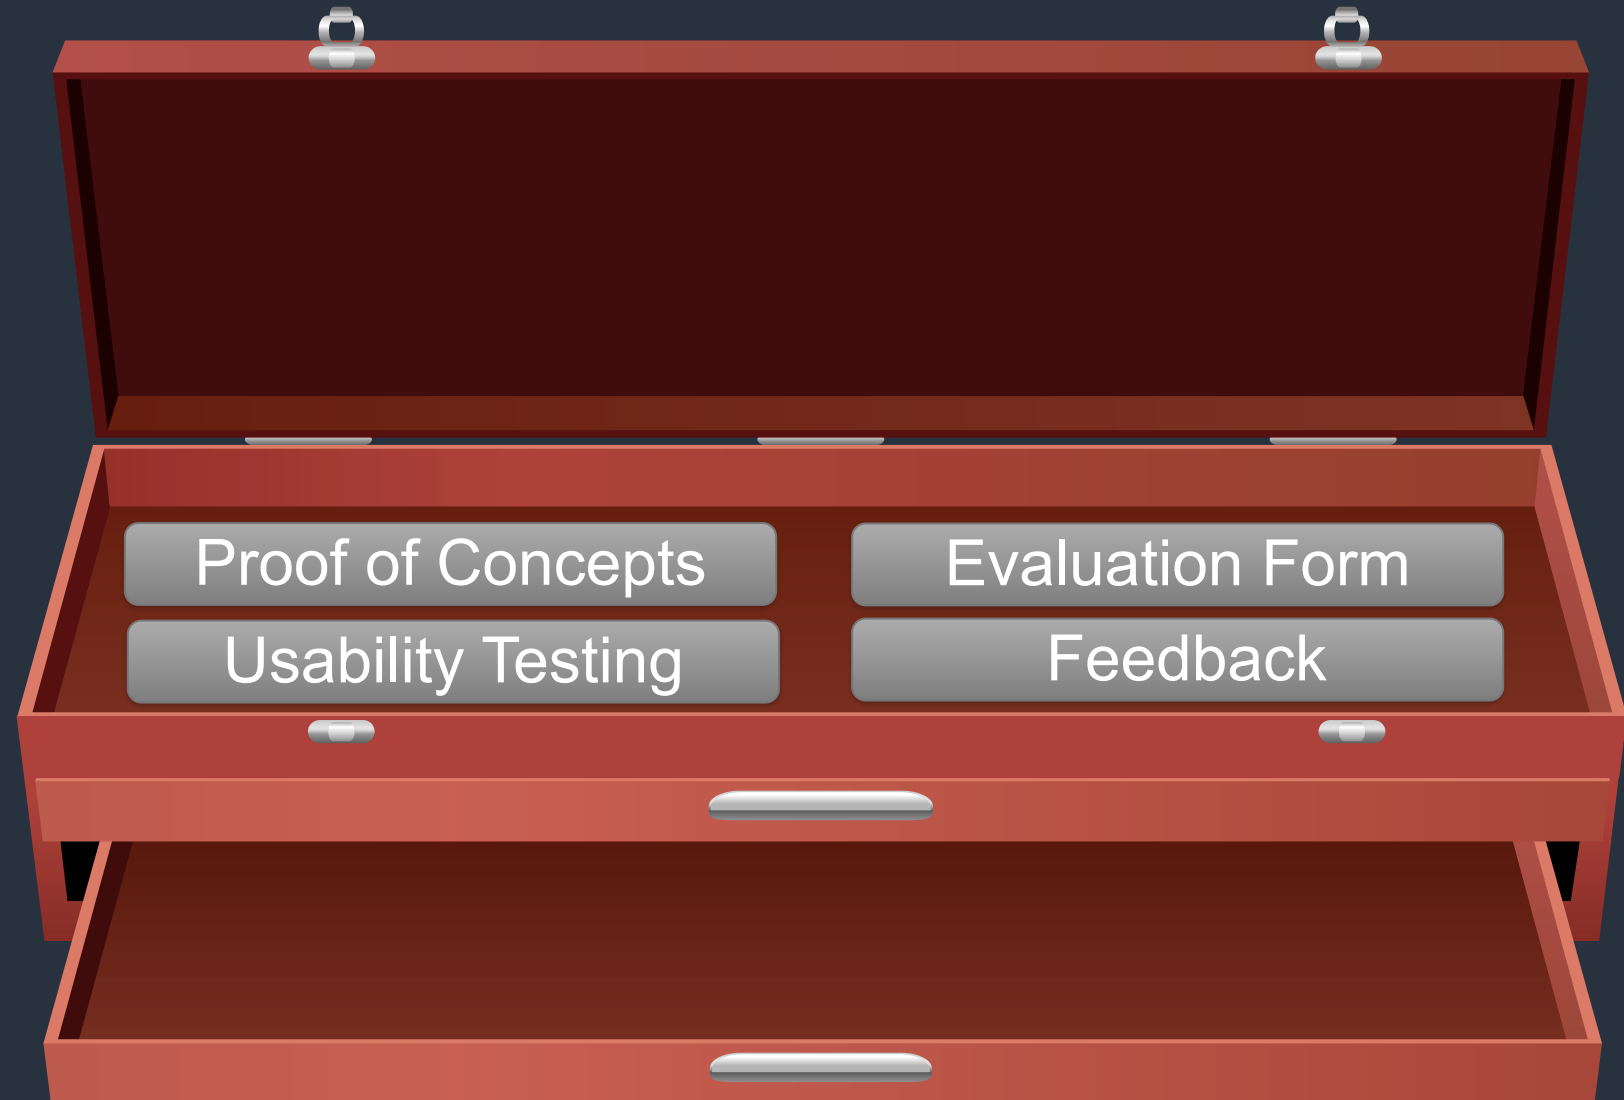 Proof of Concepts
Evaluation Form
Usability Testing
Feedback